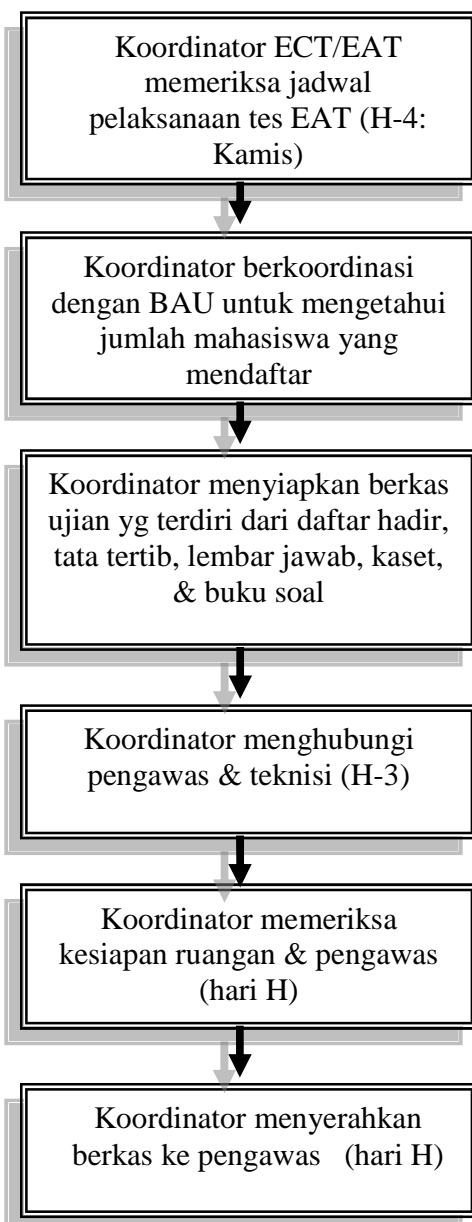 Koordinator ECT/EAT
memeriksa jadwal
pelaksanaan tes EAT (H-4:
Kamis)
Koordinator berkoordinasi
dengan BAU untuk mengetahui
jumlah mahasiswa yang
mendaftar
Koordinator menyiapkan berkas
ujian yg terdiri dari daftar hadir,
tata tertib, lembar jawab, kaset,
& buku soal
Koordinator menghubungi
pengawas & teknisi (H-3)
Koordinator memeriksa
kesiapan ruangan & pengawas
(hari H)
Koordinator menyerahkan
berkas ke pengawas (hari H)